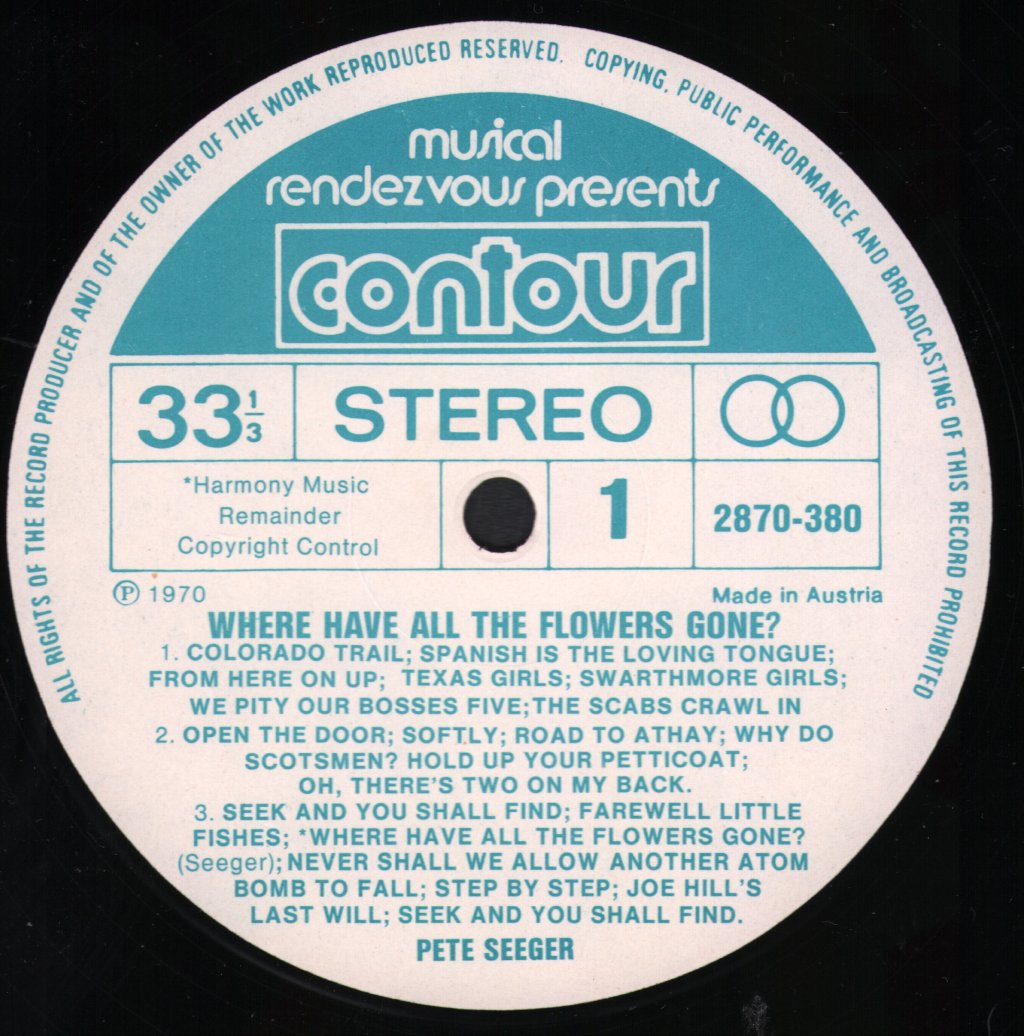 ALL RIGHTS OF THE RECORD PRODUCER AND OF THE OWNER OF THE WORK REPRODUCED RESERVED. COPYING, PUBLIC PERFORMANCE AND BROADCASTING OF THIS RECORD PROHIBITED
musical
rendezvous presents
contour
33 1/3 STEREO
*Harmony Music
Remainder
Copyright Control
1
2870-380
Ⓟ 1970
Made in Austria
WHERE HAVE ALL THE FLOWERS GONE?
1. COLORADO TRAIL; SPANISH IS THE LOVING TONGUE;
FROM HERE ON UP; TEXAS GIRLS; SWARTHMORE GIRLS;
WE PITY OUR BOSSES FIVE;THE SCABS CRAWL IN
2. OPEN THE DOOR; SOFTLY; ROAD TO ATHAY; WHY DO
SCOTSMEN? HOLD UP YOUR PETTICOAT;
OH, THERE'S TWO ON MY BACK.
3. SEEK AND YOU SHALL FIND; FAREWELL LITTLE
FISHES; *WHERE HAVE ALL THE FLOWERS GONE?
(Seeger);NEVER SHALL WE ALLOW ANOTHER ATOM
BOMB TO FALL; STEP BY STEP; JOE HILL'S
LAST WILL; SEEK AND YOU SHALL FIND.
PETE SEEGER